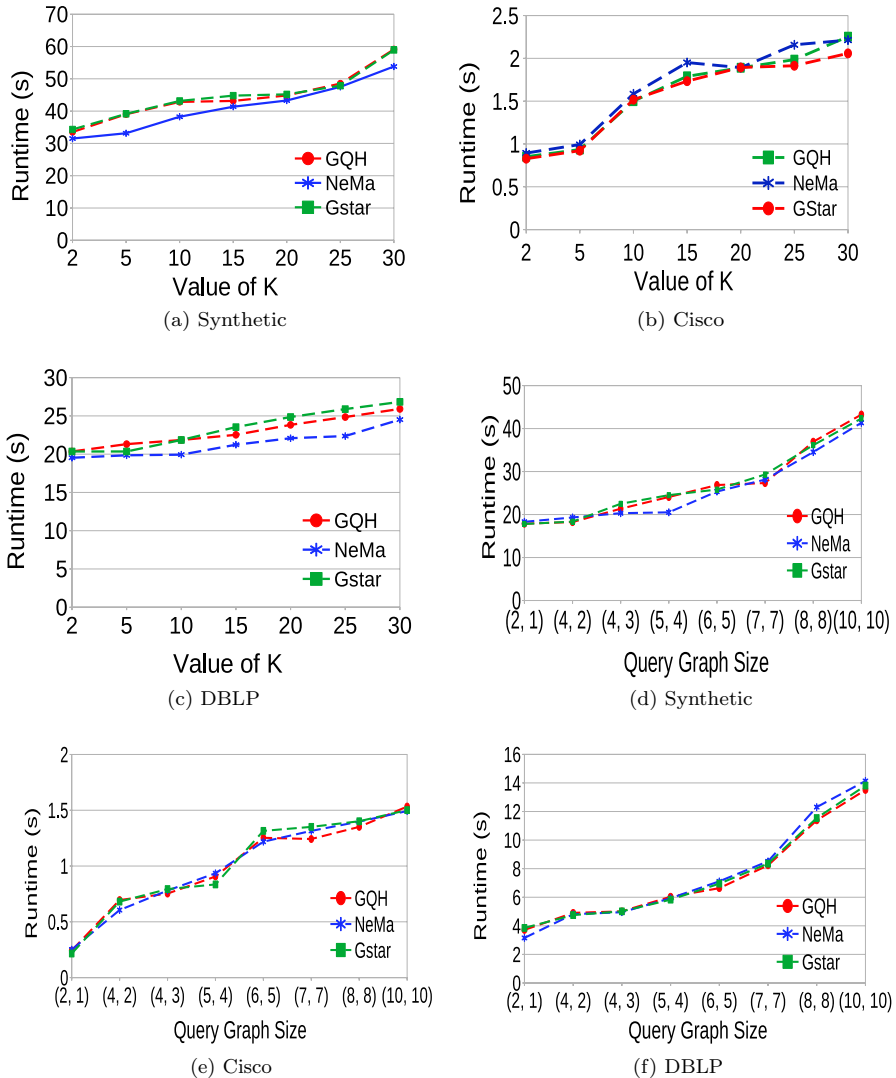 70
60
50
40
30
20
10
0
Runtime (s)
GQH
NeMa
Gstar
2 5 10 15 20 25 30
Value of K
(a) Synthetic
2.5
2
1.5
1
0.5
0
Runtime (s)
GQH
NeMa
GStar
2 5 10 15 20 25 30
Value of K
(b) Cisco
30
25
20
15
10
5
0
Runtime (s)
GQH
NeMa
Gstar
2 5 10 15 20 25 30
Value of K
(c) DBLP
50
40
30
20
10
0
Runtime (s)
GQH
NeMa
Gstar
(2, 1) (4, 2) (4, 3) (5, 4) (6, 5) (7, 7) (8, 8) (10, 10)
Query Graph Size
(d) Synthetic
2
1.5
1
0.5
0
Runtime (s)
GQH
NeMa
Gstar
(2, 1) (4, 2) (4, 3) (5, 4) (6, 5) (7, 7) (8, 8) (10, 10)
Query Graph Size
(e) Cisco
16
14
12
10
8
6
4
2
0
Runtime (s)
GQH
NeMa
Gstar
(2, 1) (4, 2) (4, 3) (5, 4) (6, 5) (7, 7) (8, 8) (10, 10)
Query Graph Size
(f) DBLP